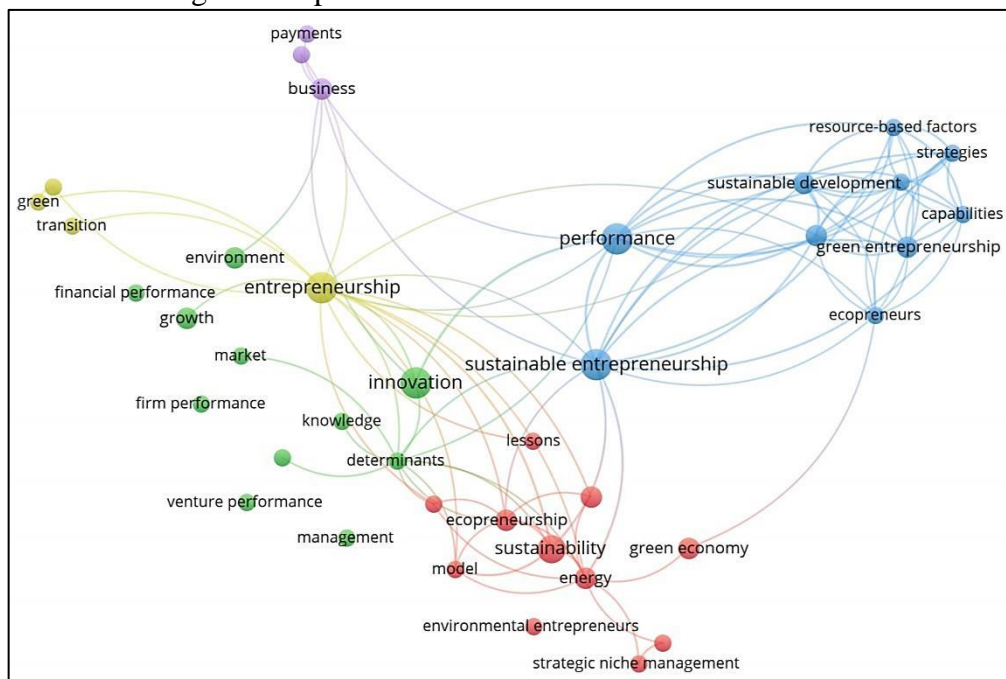 payments
business
resource-based factors
strategies
sustainable development
green
capabilities
transition
performance
green entrepreneurship
environment
entrepreneurship
financial performance
growth
ecopreneurs
market
sustainable entrepreneurship
innovation
firm performance
knowledge
lessons
determinants
venture performance
ecopreneurship
management
sustainability
green economy
model
energy
environmental entrepreneurs
strategic niche management